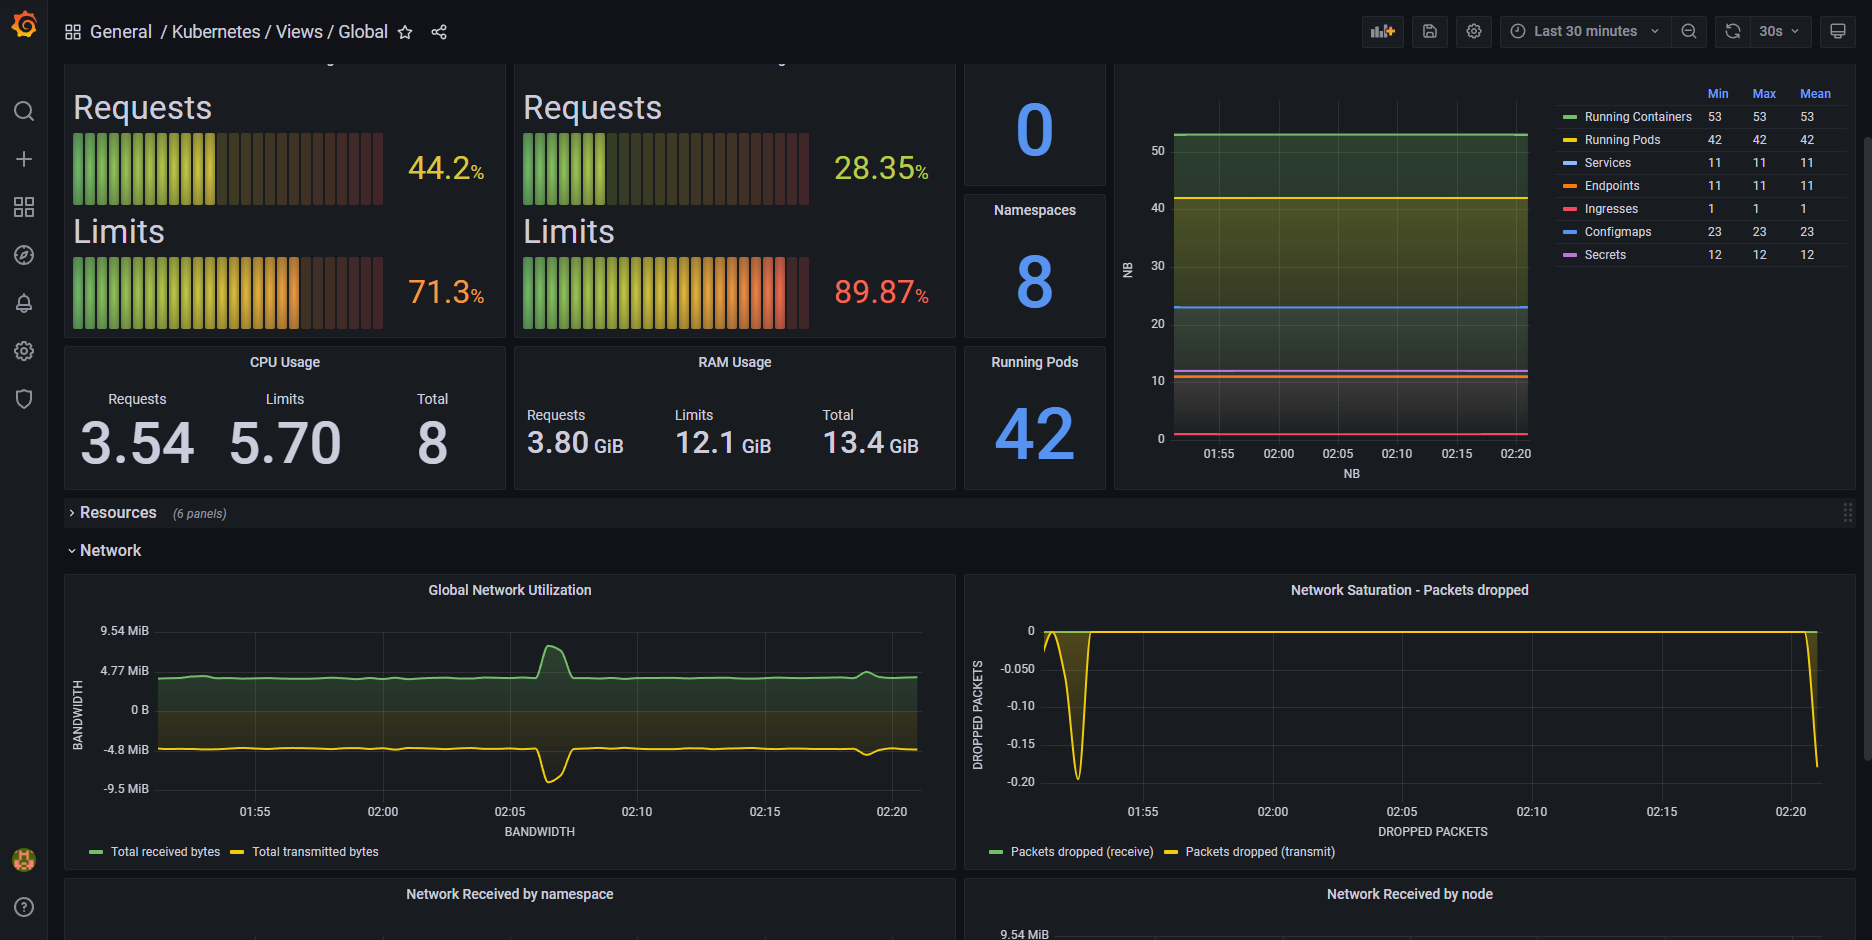 General / Kubernetes / Views / Global
Last 30 minutes
30s
Requests
44.2%
Limits
71.3%
Requests
28.35%
Limits
89.87%
0
Namespaces
8
CPU Usage
Requests Limits Total
3.54 5.70 8
RAM Usage
Requests Limits Total
3.80 GiB 12.1 GiB 13.4 GiB
Running Pods
42
NB
50
40
30
20
10
0
01:55 02:00 02:05 02:10 02:15 02:20
NB
Min Max Mean
Running Containers 53 53 53
Running Pods 42 42 42
Services 11 11 11
Endpoints 11 11 11
Ingresses 1 1 1
Configmaps 23 23 23
Secrets 12 12 12
Resources (6 panels)
Network
Global Network Utilization
BANDWIDTH
9.54 MiB
4.77 MiB
0 B
-4.8 MiB
-9.5 MiB
01:55 02:00 02:05 02:10 02:15 02:20
BANDWIDTH
Total received bytes Total transmitted bytes
Network Saturation - Packets dropped
DROPPED PACKETS
0
-0.050
-0.10
-0.15
-0.20
01:55 02:00 02:05 02:10 02:15 02:20
DROPPED PACKETS
Packets dropped (receive) Packets dropped (transmit)
Network Received by namespace
Network Received by node
9.54 MiB